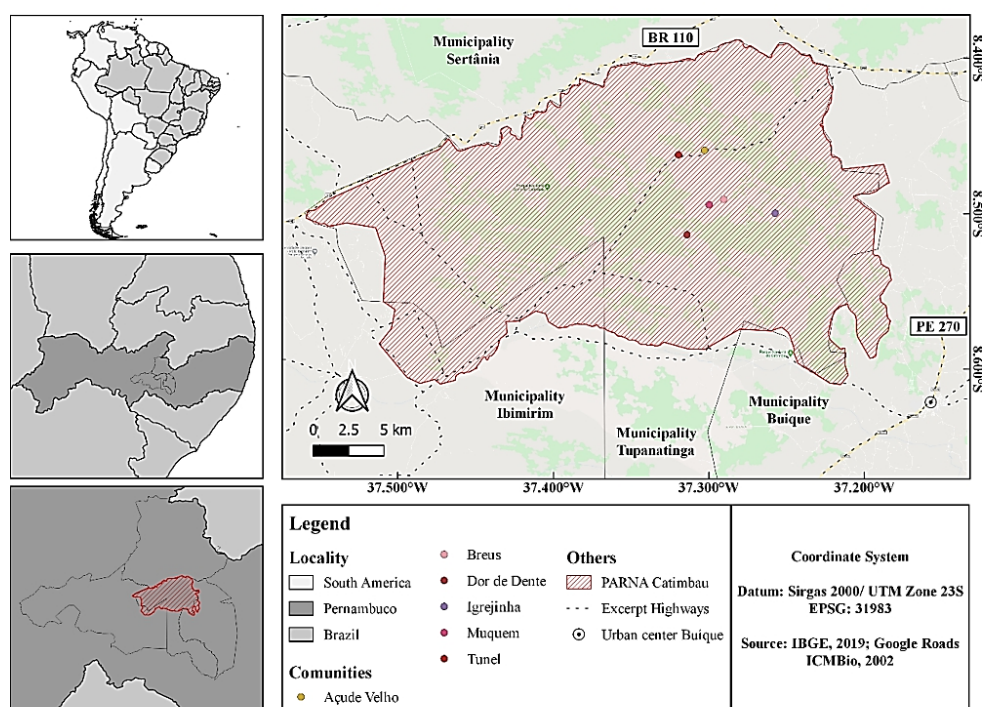 BR 110
Municipality
Sertânia
8.400°S
8.500°S
PE 270
8.600°S
Municipality
Ibimirim
Municipality
Buique
Municipality
Tupanatinga
0 2.5 5 km
37.500°W 37.400°W 37.300°W 37.200°W
Legend
Locality
South America
Pernambuco
Brazil
Comunities
Açude Velho
Breus
Dor de Dente
Igrejinha
Muquem
Tunel
Others
PARNA Catimbau
Excerpt Highways
Urban center Buique
Coordinate System
Datum: Sirgas 2000/ UTM Zone 23S
EPSG: 31983
Source: IBGE, 2019; Google Roads
ICMBio, 2002